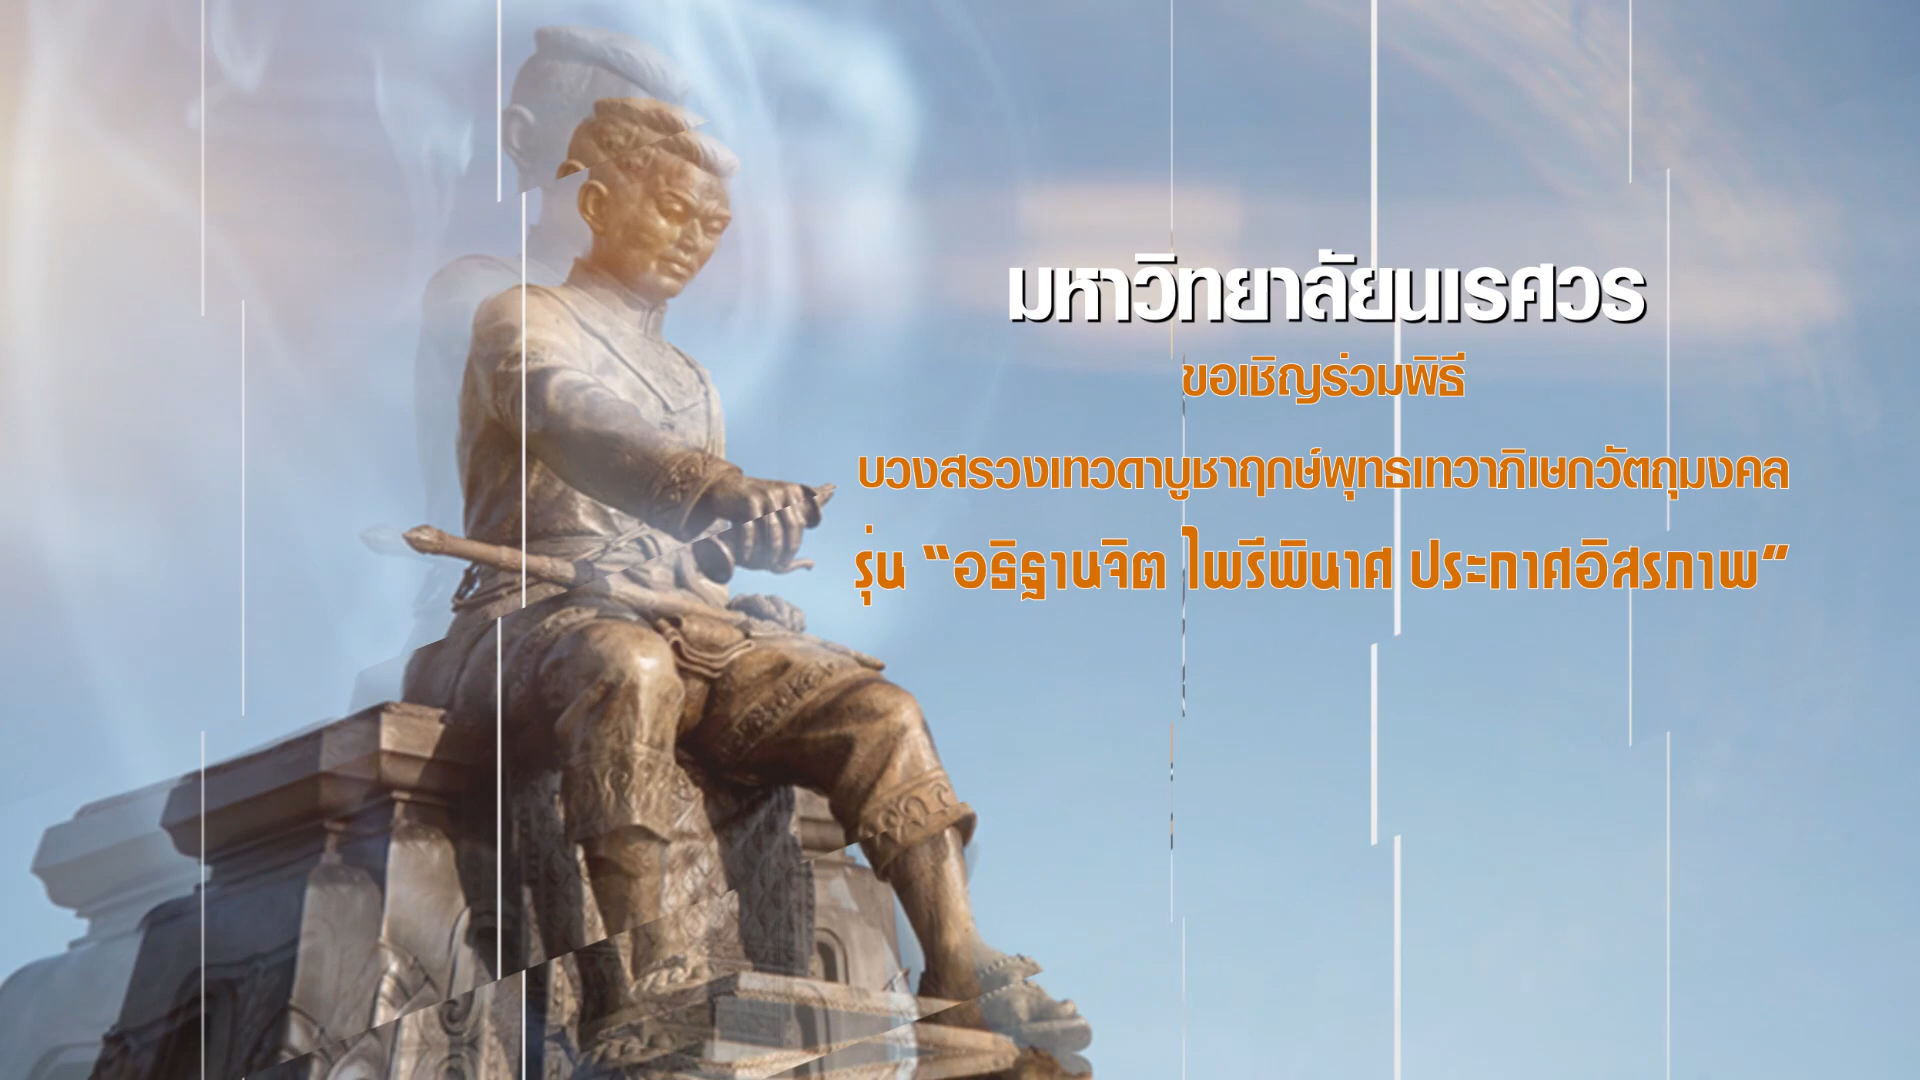 มหาวิทยาลัยนเรศวร
ขอเชิญร่วมพิธี
บวงสรวงเทวดาบูชาฤกษ์พุทธเทวาภิเษกวัตถุมงคล
รุ่น “อธิฐานจิต ไพรีพินาศ ประกาศอิสรภาพ”